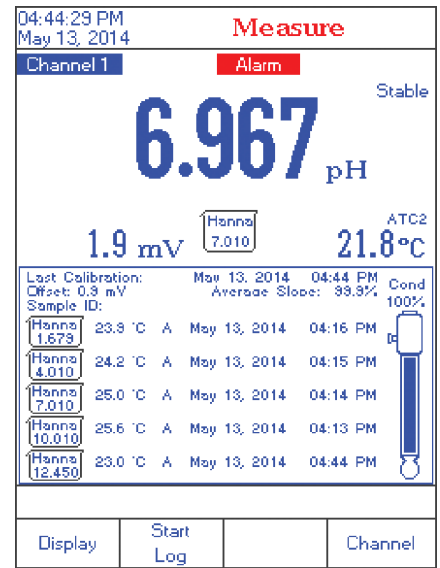 04:44:29 PM
May 13, 2014
Measure
Channel 1
Alarm
Stable
6.967 pH
ATC2
1.9 mV
Hanna
7.010
21.8°C
Last Calibration: May 13, 2014 04:44 PM
Offset: 0.9 mV Average Slope: 99.9%
Sample ID:
Cond
100%
Hanna
1.679
23.9 °C A May 13, 2014 04:16 PM
Hanna
4.010
24.2 °C A May 13, 2014 04:15 PM
Hanna
7.010
25.0 °C A May 13, 2014 04:14 PM
Hanna
10.010
25.6 °C A May 13, 2014 04:13 PM
Hanna
12.450
23.0 °C A May 13, 2014 04:44 PM
Display
Start
Log
Channel